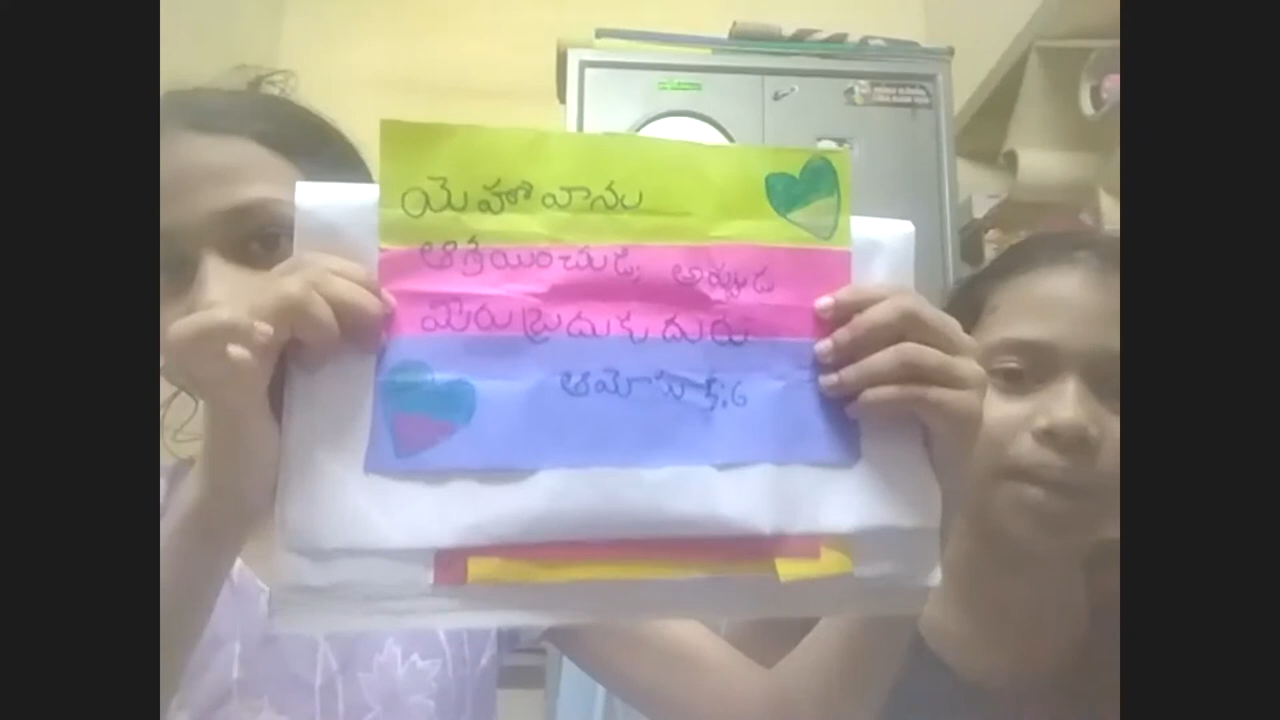 యెహోవాను
ఆశ్రయించుడి, అప్పుడు
మీరు బ్రదుకుదురు
ఆమోసు 5:6